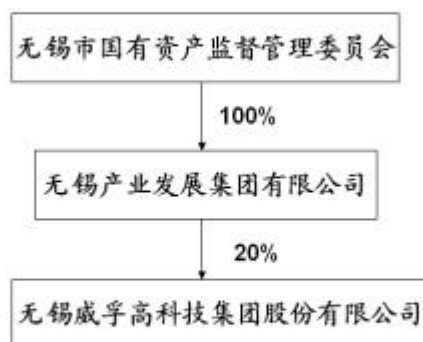 无锡市国有资产监督管理委员会
100%
无锡产业发展集团有限公司
20%
无锡威孚高科技集团股份有限公司